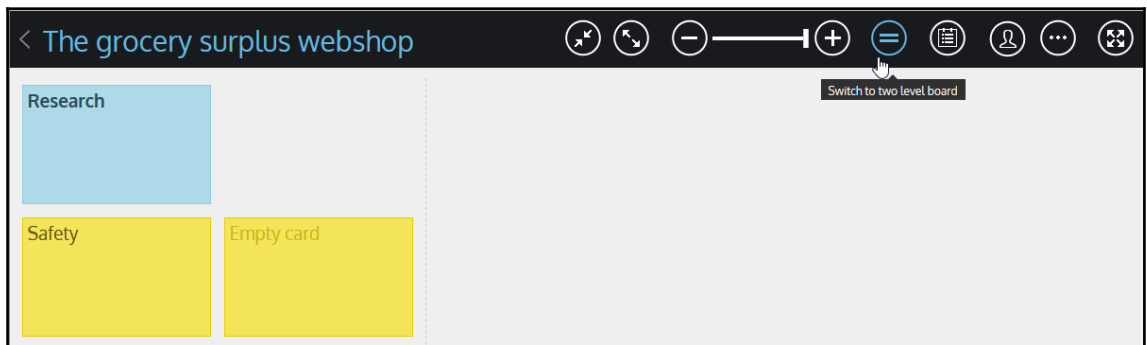 The grocery surplus webshop
Switch to two level board
Research
Safety
Empty card